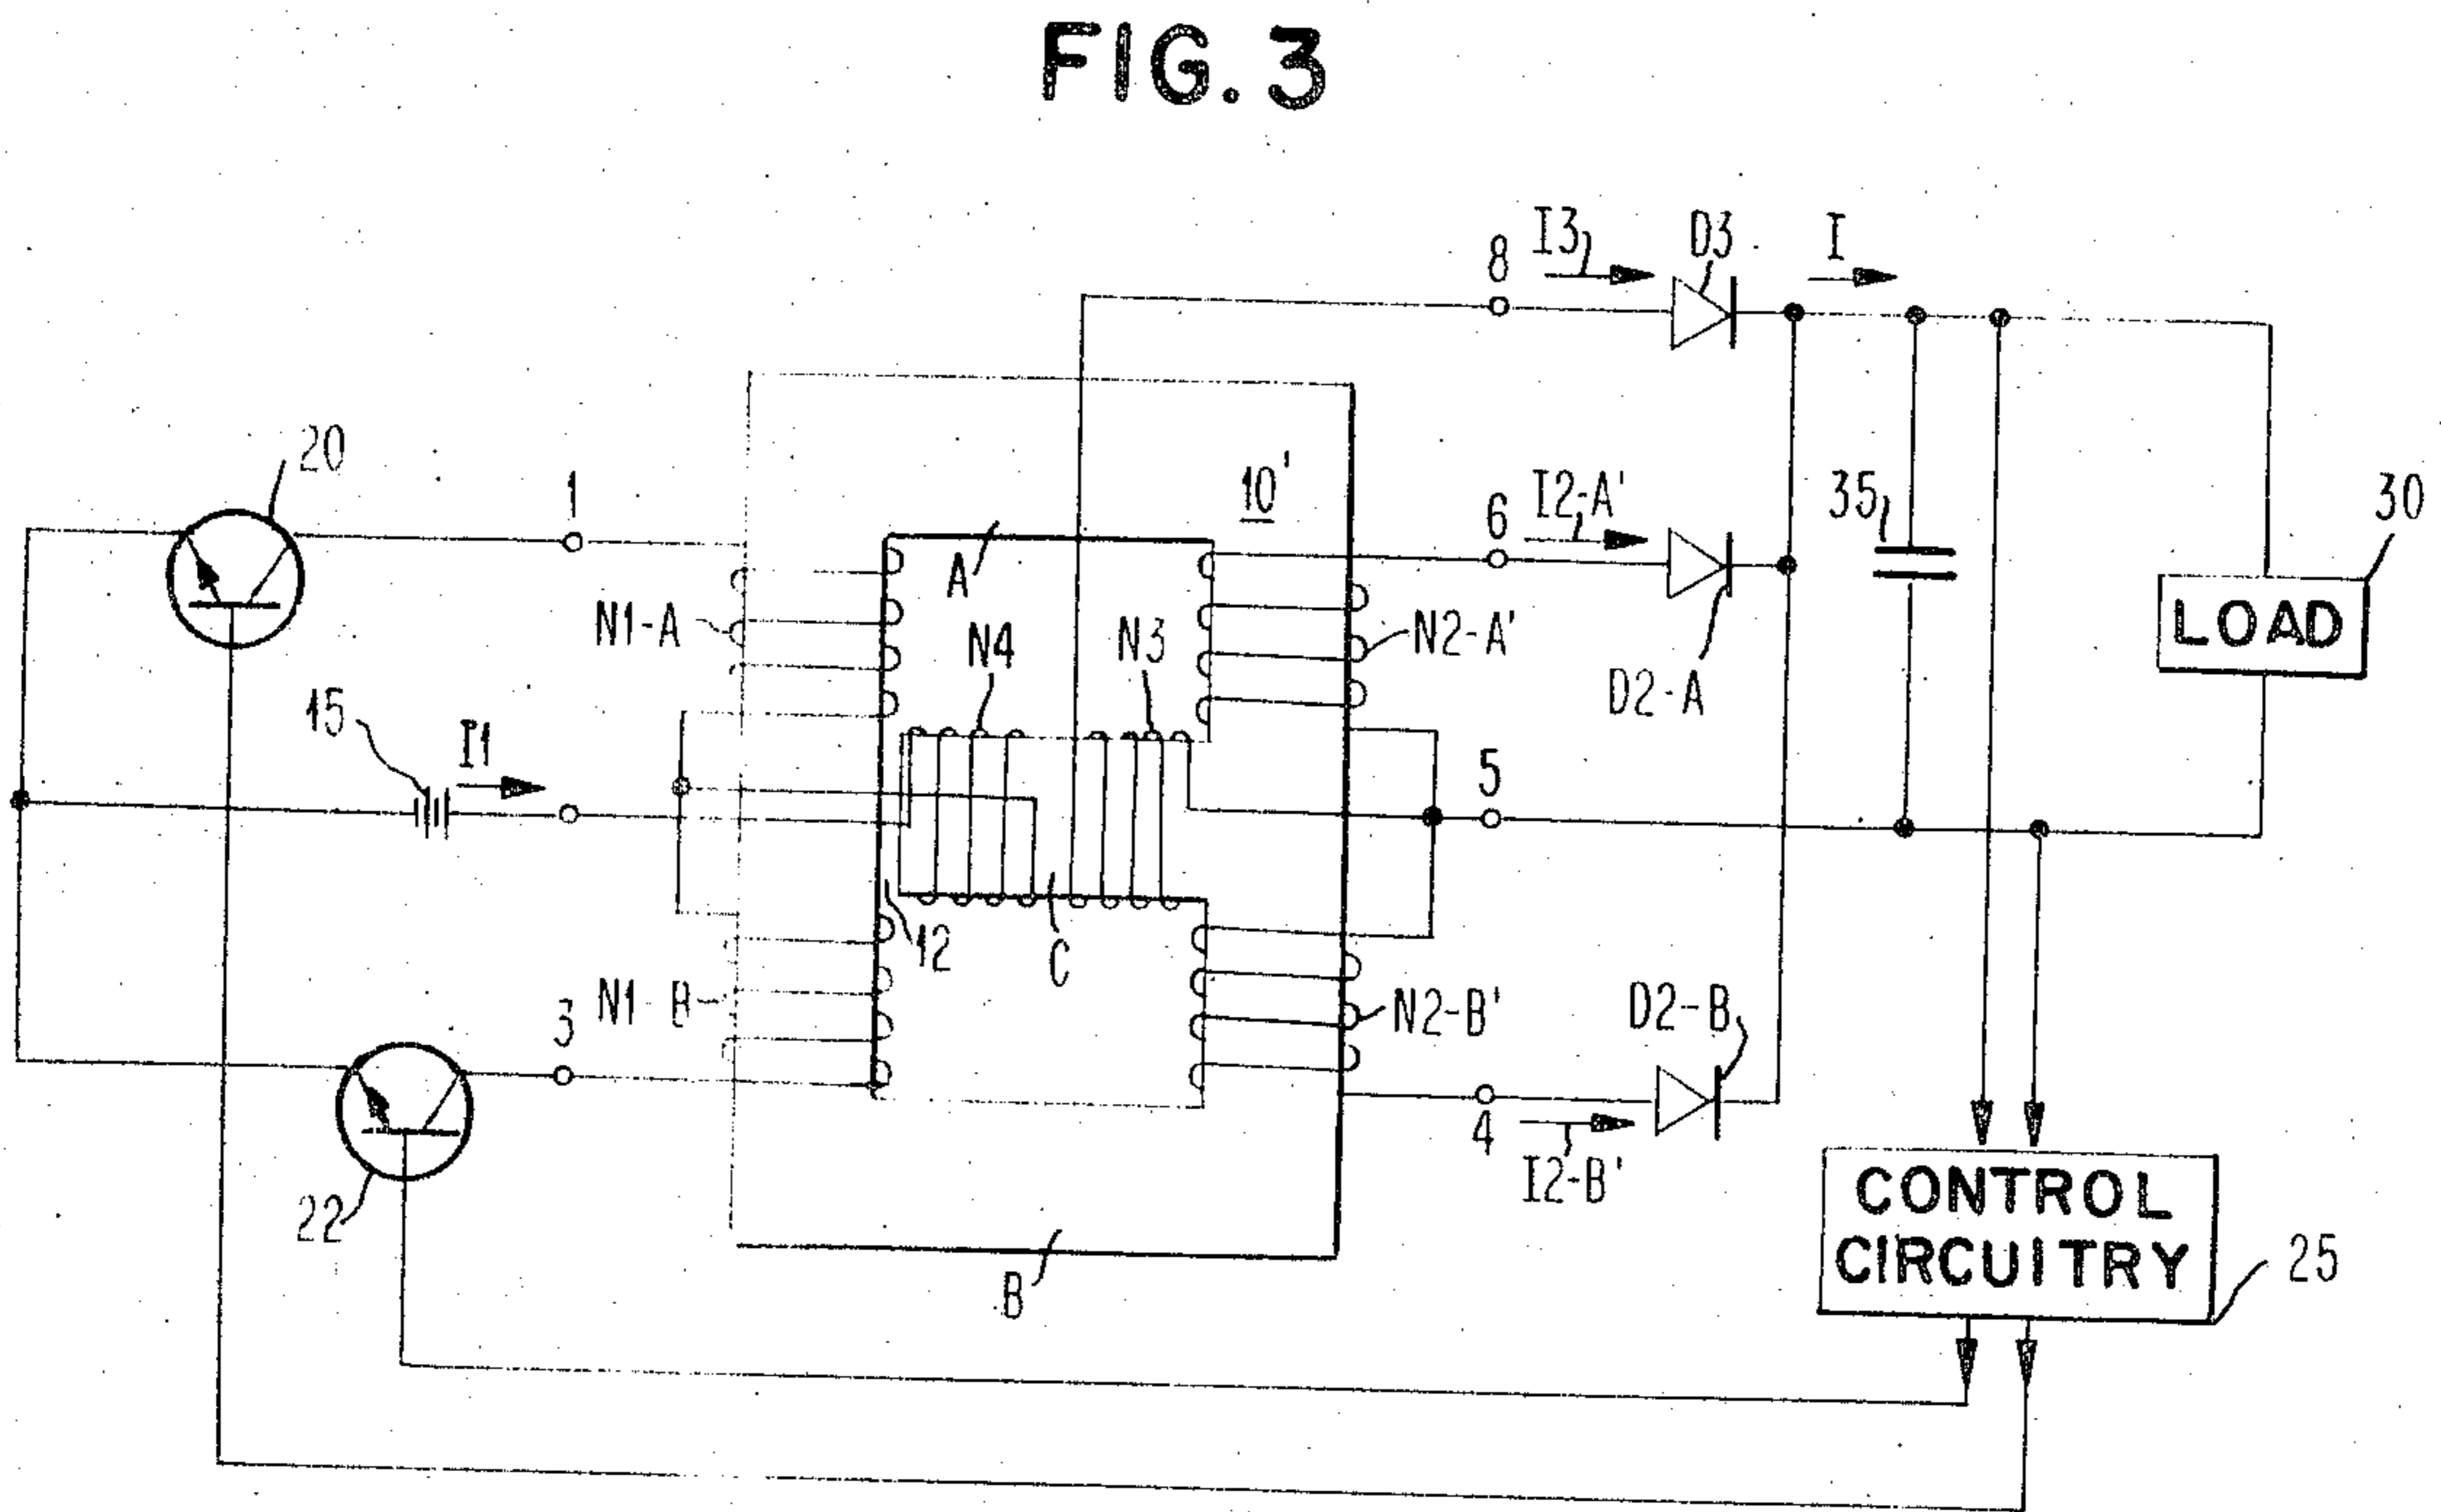 FIG. 3
I3
D3
I
8
20
1
10'
6
I2-A'
35
30
A
LOAD
N1-A
N4
N3
N2-A'
D2-A
15
I1
5
12
C
N1-B
3
N2-B'
D2-B
4
I2-B'
22
CONTROL
CIRCUITRY
25
B